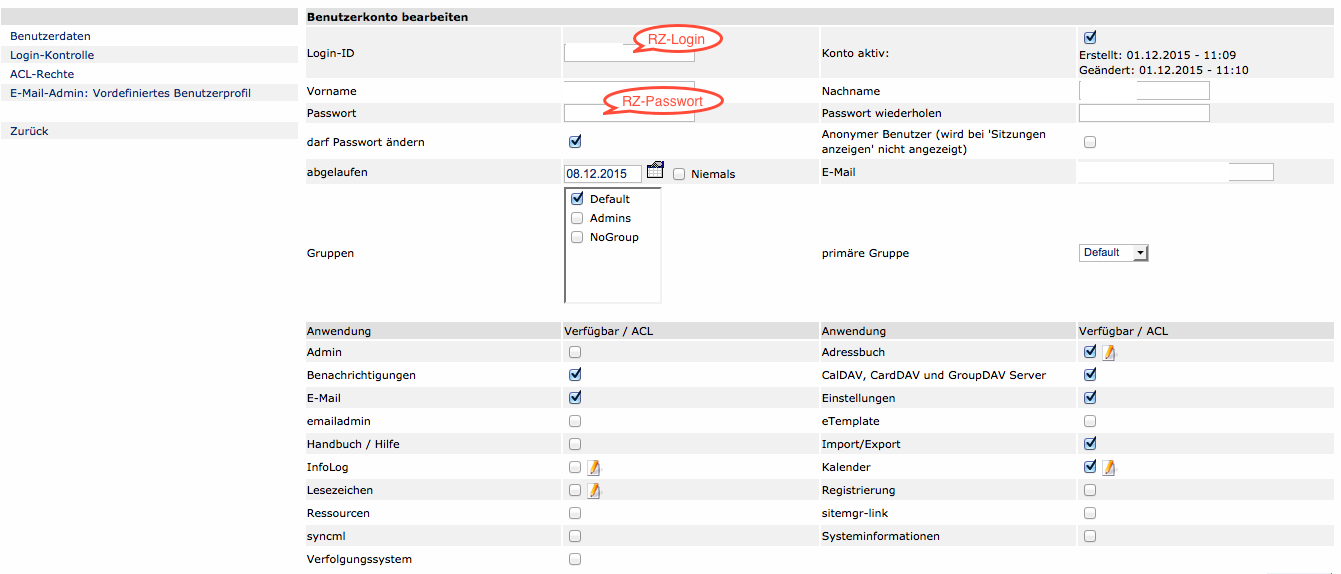 Benutzerkonto bearbeiten
Benutzerdaten
Login-Kontrolle
ACL-Rechte
E-Mail-Admin: Vordefiniertes Benutzerprofil
Zurück
Login-ID
RZ-Login
Konto aktiv:
Erstellt: 01.12.2015 - 11:09
Geändert: 01.12.2015 - 11:10
Vorname
Nachname
Passwort
RZ-Passwort
Passwort wiederholen
darf Passwort ändern
Anonymer Benutzer (wird bei 'Sitzungen
anzeigen' nicht angezeigt)
abgelaufen
08.12.2015
Niemals
E-Mail
Gruppen
Default
Admins
NoGroup
primäre Gruppe
Default
Anwendung Verfügbar / ACL Anwendung Verfügbar / ACL
Admin Adressbuch
Benachrichtigungen CalDAV, CardDAV und GroupDAV Server
E-Mail Einstellungen
emailadmin eTemplate
Handbuch / Hilfe Import/Export
InfoLog Kalender
Lesezeichen Registrierung
Ressourcen sitemgr-link
syncml Systeminformationen
Verfolgungssystem